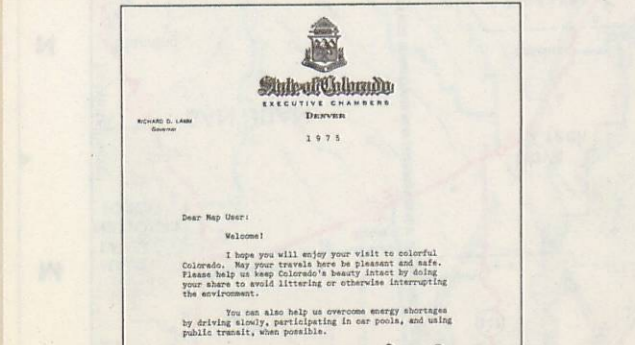 State of Colorado
EXECUTIVE CHAMBERS
DENVER
RICHARD D. LAMM
Governor
1975
Dear Map User:
Welcome!
I hope you will enjoy your visit to colorful
Colorado. May your travels here be pleasant and safe.
Please help us keep Colorado's beauty intact by doing
your share to avoid littering or otherwise interrupting
the environment.
You can also help us overcome energy shortages
by driving slowly, participating in car pools, and using
public transit, when possible.